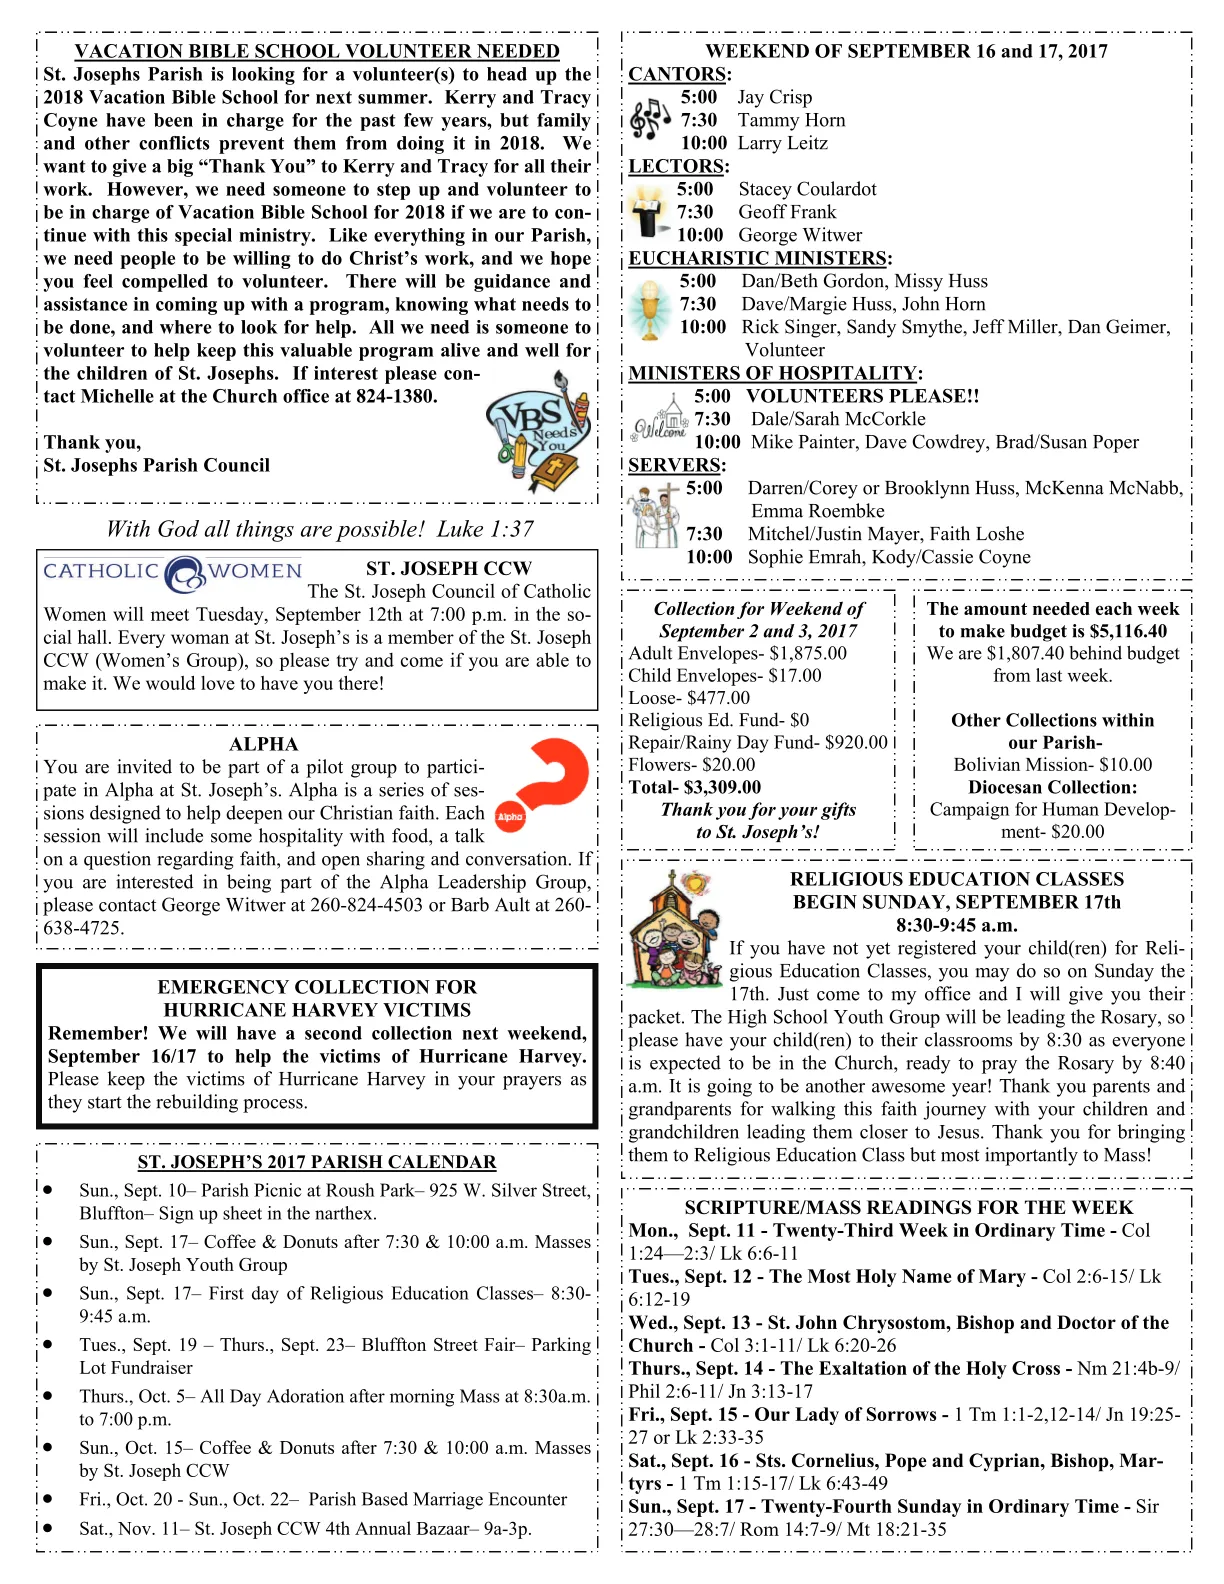 VACATION BIBLE SCHOOL VOLUNTEER NEEDED
St. Josephs Parish is looking for a volunteer(s) to head up the
2018 Vacation Bible School for next summer. Kerry and Tracy
Coyne have been in charge for the past few years, but family
and other conflicts prevent them from doing it in 2018. We
want to give a big “Thank You” to Kerry and Tracy for all their
work. However, we need someone to step up and volunteer to
be in charge of Vacation Bible School for 2018 if we are to con-
tinue with this special ministry. Like everything in our Parish,
we need people to be willing to do Christ’s work, and we hope
you feel compelled to volunteer. There will be guidance and
assistance in coming up with a program, knowing what needs to
be done, and where to look for help. All we need is someone to
volunteer to help keep this valuable program alive and well for
the children of St. Josephs. If interest please con-
tact Michelle at the Church office at 824-1380.
Thank you,
St. Josephs Parish Council
VBS
Needs
You
With God all things are possible! Luke 1:37
CATHOLIC WOMEN
ST. JOSEPH CCW
The St. Joseph Council of Catholic
Women will meet Tuesday, September 12th at 7:00 p.m. in the so-
cial hall. Every woman at St. Joseph’s is a member of the St. Joseph
CCW (Women’s Group), so please try and come if you are able to
make it. We would love to have you there!
ALPHA
You are invited to be part of a pilot group to partici-
pate in Alpha at St. Joseph’s. Alpha is a series of ses-
sions designed to help deepen our Christian faith. Each
session will include some hospitality with food, a talk
on a question regarding faith, and open sharing and conversation. If
you are interested in being part of the Alpha Leadership Group,
please contact George Witwer at 260-824-4503 or Barb Ault at 260-
638-4725.
Alpha
EMERGENCY COLLECTION FOR
HURRICANE HARVEY VICTIMS
Remember! We will have a second collection next weekend,
September 16/17 to help the victims of Hurricane Harvey.
Please keep the victims of Hurricane Harvey in your prayers as
they start the rebuilding process.
ST. JOSEPH’S 2017 PARISH CALENDAR
• Sun., Sept. 10– Parish Picnic at Roush Park– 925 W. Silver Street,
Bluffton– Sign up sheet in the narthex.
• Sun., Sept. 17– Coffee & Donuts after 7:30 & 10:00 a.m. Masses
by St. Joseph Youth Group
• Sun., Sept. 17– First day of Religious Education Classes– 8:30-
9:45 a.m.
• Tues., Sept. 19 – Thurs., Sept. 23– Bluffton Street Fair– Parking
Lot Fundraiser
• Thurs., Oct. 5– All Day Adoration after morning Mass at 8:30a.m.
to 7:00 p.m.
• Sun., Oct. 15– Coffee & Donuts after 7:30 & 10:00 a.m. Masses
by St. Joseph CCW
• Fri., Oct. 20 - Sun., Oct. 22– Parish Based Marriage Encounter
• Sat., Nov. 11– St. Joseph CCW 4th Annual Bazaar– 9a-3p.
WEEKEND OF SEPTEMBER 16 and 17, 2017
CANTORS:
5:00 Jay Crisp
7:30 Tammy Horn
10:00 Larry Leitz
LECTORS:
5:00 Stacey Coulardot
7:30 Geoff Frank
10:00 George Witwer
EUCHARISTIC MINISTERS:
5:00 Dan/Beth Gordon, Missy Huss
7:30 Dave/Margie Huss, John Horn
10:00 Rick Singer, Sandy Smythe, Jeff Miller, Dan Geimer,
Volunteer
MINISTERS OF HOSPITALITY:
5:00 VOLUNTEERS PLEASE!!
Welcome
7:30 Dale/Sarah McCorkle
10:00 Mike Painter, Dave Cowdrey, Brad/Susan Poper
SERVERS:
5:00 Darren/Corey or Brooklynn Huss, McKenna McNabb,
Emma Roembke
7:30 Mitchel/Justin Mayer, Faith Loshe
10:00 Sophie Emrah, Kody/Cassie Coyne
Collection for Weekend of
September 2 and 3, 2017
Adult Envelopes- $1,875.00
Child Envelopes- $17.00
Loose- $477.00
Religious Ed. Fund- $0
Repair/Rainy Day Fund- $920.00
Flowers- $20.00
Total- $3,309.00
Thank you for your gifts
to St. Joseph’s!
The amount needed each week
to make budget is $5,116.40
We are $1,807.40 behind budget
from last week.
Other Collections within
our Parish-
Bolivian Mission- $10.00
Diocesan Collection:
Campaign for Human Develop-
ment- $20.00
RELIGIOUS EDUCATION CLASSES
BEGIN SUNDAY, SEPTEMBER 17th
8:30-9:45 a.m.
If you have not yet registered your child(ren) for Reli-
gious Education Classes, you may do so on Sunday the
17th. Just come to my office and I will give you their
packet. The High School Youth Group will be leading the Rosary, so
please have your child(ren) to their classrooms by 8:30 as everyone
is expected to be in the Church, ready to pray the Rosary by 8:40
a.m. It is going to be another awesome year! Thank you parents and
grandparents for walking this faith journey with your children and
grandchildren leading them closer to Jesus. Thank you for bringing
them to Religious Education Class but most importantly to Mass!
SCRIPTURE/MASS READINGS FOR THE WEEK
Mon., Sept. 11 - Twenty-Third Week in Ordinary Time - Col
1:24—2:3/ Lk 6:6-11
Tues., Sept. 12 - The Most Holy Name of Mary - Col 2:6-15/ Lk
6:12-19
Wed., Sept. 13 - St. John Chrysostom, Bishop and Doctor of the
Church - Col 3:1-11/ Lk 6:20-26
Thurs., Sept. 14 - The Exaltation of the Holy Cross - Nm 21:4b-9/
Phil 2:6-11/ Jn 3:13-17
Fri., Sept. 15 - Our Lady of Sorrows - 1 Tm 1:1-2,12-14/ Jn 19:25-
27 or Lk 2:33-35
Sat., Sept. 16 - Sts. Cornelius, Pope and Cyprian, Bishop, Mar-
tyrs - 1 Tm 1:15-17/ Lk 6:43-49
Sun., Sept. 17 - Twenty-Fourth Sunday in Ordinary Time - Sir
27:30—28:7/ Rom 14:7-9/ Mt 18:21-35